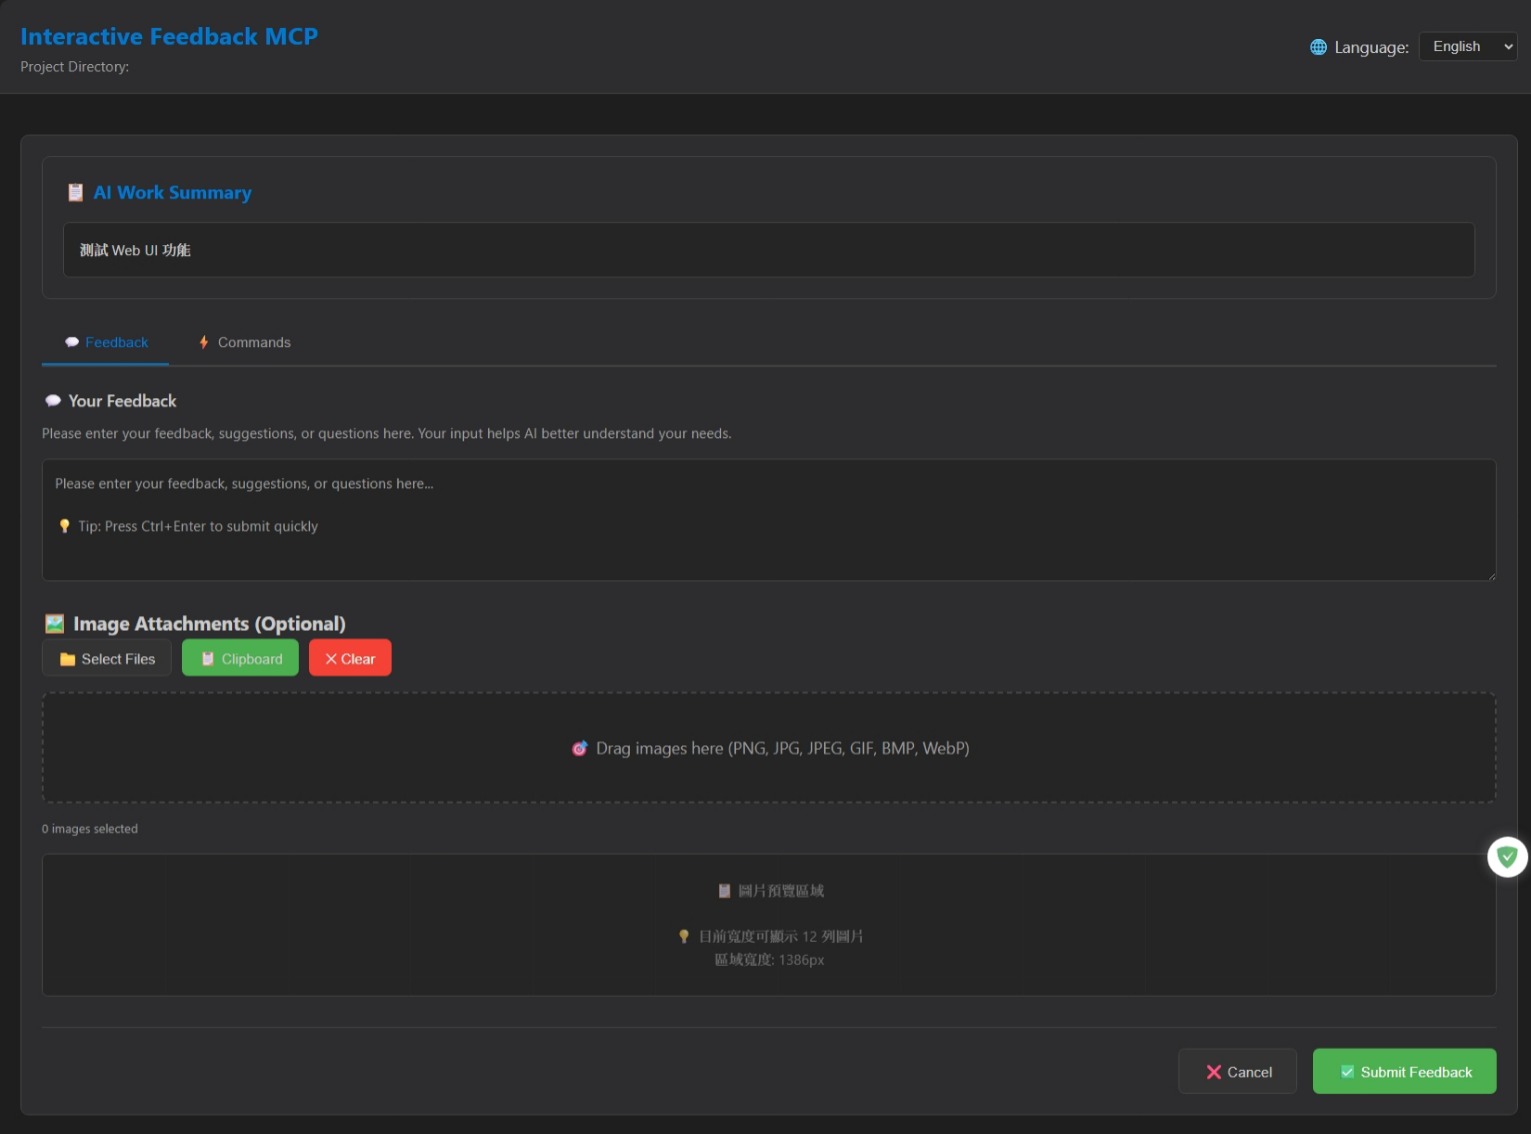 Interactive Feedback MCP
Project Directory:
Language: English
AI Work Summary
測試 Web UI 功能
Feedback Commands
Your Feedback
Please enter your feedback, suggestions, or questions here. Your input helps AI better understand your needs.
Please enter your feedback, suggestions, or questions here...
Tip: Press Ctrl+Enter to submit quickly
Image Attachments (Optional)
Select Files Clipboard Clear
Drag images here (PNG, JPG, JPEG, GIF, BMP, WebP)
0 images selected
圖片預覽區域
目前寬度可顯示 12 列圖片
區域寬度: 1386px
Cancel Submit Feedback